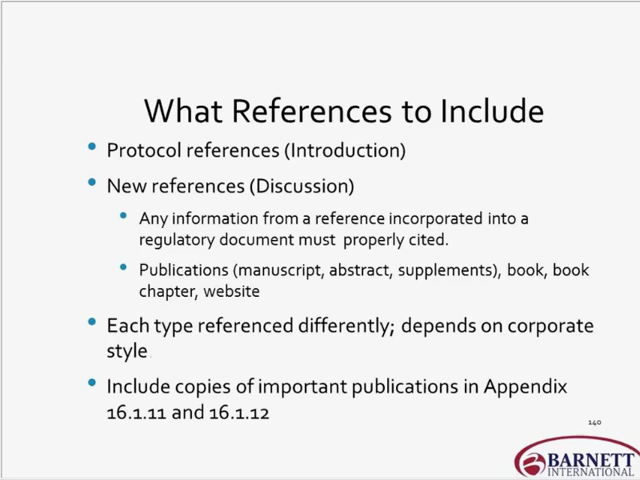 What References to Include
• Protocol references (Introduction)
• New references (Discussion)
• Any information from a reference incorporated into a
regulatory document must properly cited.
• Publications (manuscript, abstract, supplements), book, book
chapter, website
• Each type referenced differently; depends on corporate
style
• Include copies of important publications in Appendix
16.1.11 and 16.1.12
140
BARNETT
INTERNATIONAL